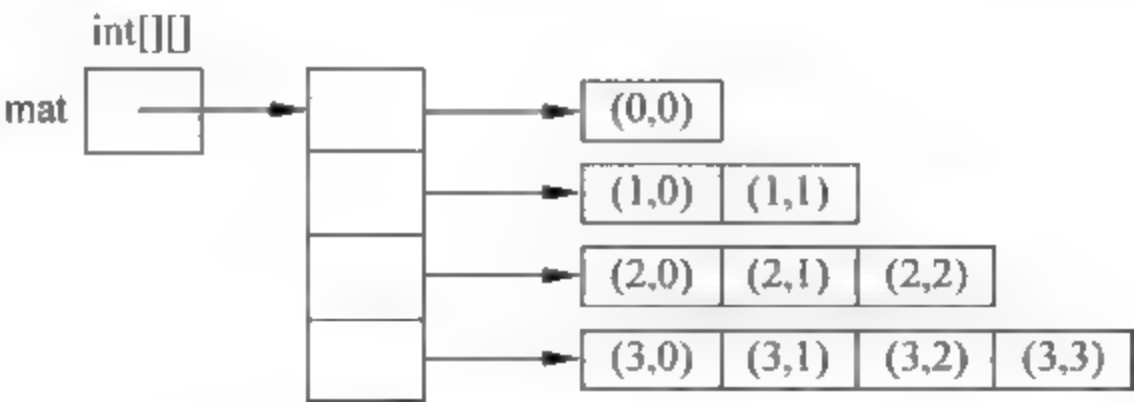 int[][]
mat
(0,0)
(1,0) (1,1)
(2,0) (2,1) (2,2)
(3,0) (3,1) (3,2) (3,3)